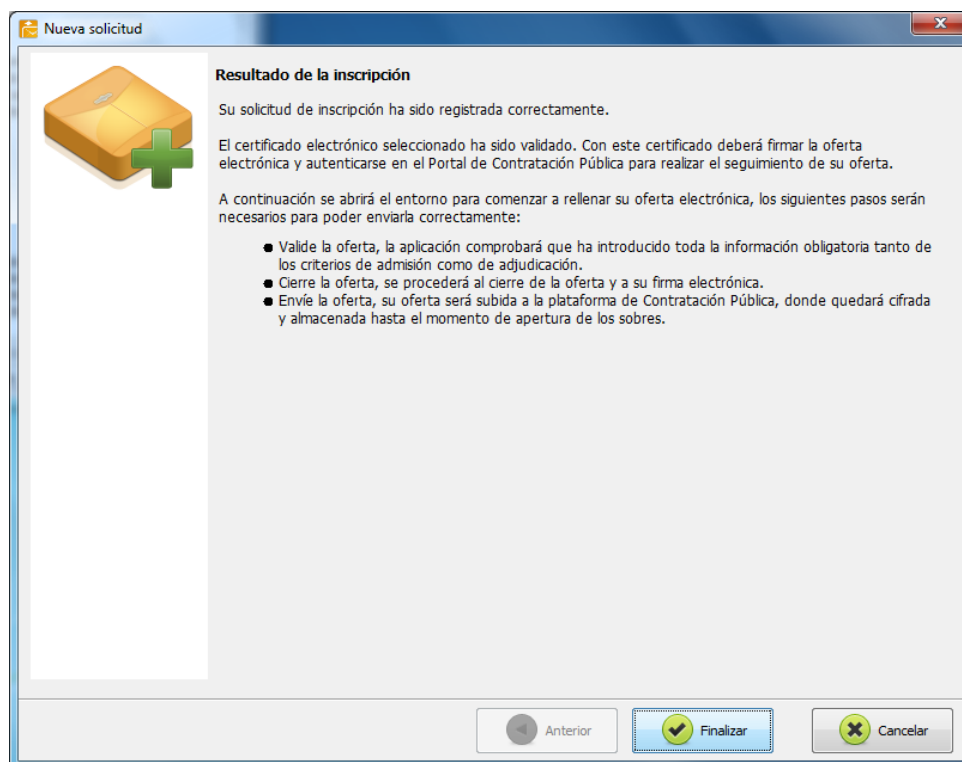 Nueva solicitud
x
Resultado de la inscripción
Su solicitud de inscripción ha sido registrada correctamente.
El certificado electrónico seleccionado ha sido validado. Con este certificado deberá firmar la oferta
electrónica y autenticarse en el Portal de Contratación Pública para realizar el seguimiento de su oferta.
A continuación se abrirá el entorno para comenzar a rellenar su oferta electrónica, los siguientes pasos serán
necesarios para poder enviarla correctamente:
● Valide la oferta, la aplicación comprobará que ha introducido toda la información obligatoria tanto de
los criterios de admisión como de adjudicación.
● Cierre la oferta, se procederá al cierre de la oferta y a su firma electrónica.
● Envíe la oferta, su oferta será subida a la plataforma de Contratación Pública, donde quedará cifrada
y almacenada hasta el momento de apertura de los sobres.
Anterior
Finalizar
Cancelar